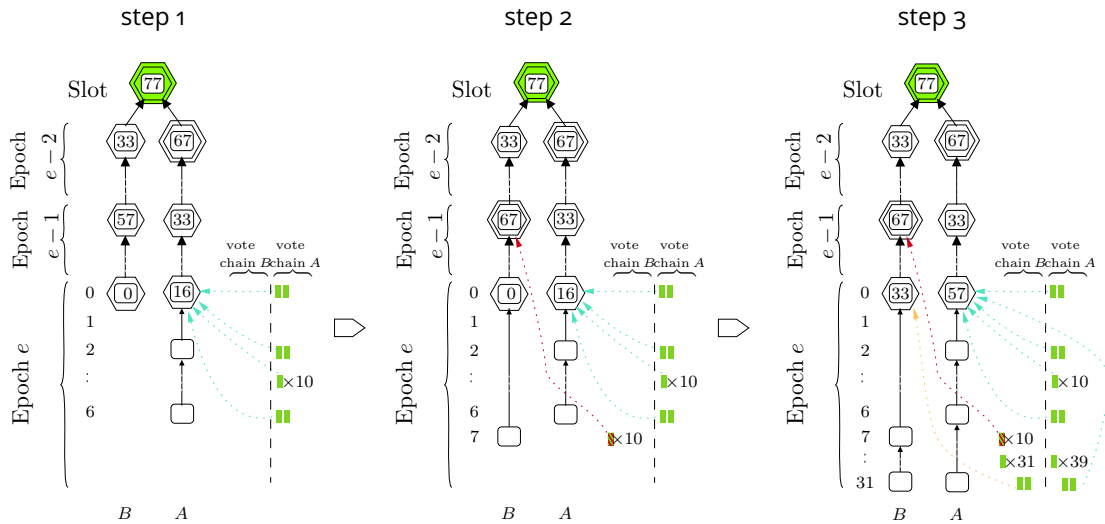 step 1
Slot
77
Epoch
e − 2
33
67
Epoch
e − 1
57
33
vote
chain B
vote
chain A
Epoch e
0
0
16
1
2
:
×10
6
B
A
step 2
Slot
77
Epoch
e − 2
33
67
Epoch
e − 1
67
33
vote
chain B
vote
chain A
Epoch e
0
0
16
1
2
:
×10
6
7
×10
B
A
step 3
Slot
77
Epoch
e − 2
33
67
Epoch
e − 1
67
33
vote
chain B
vote
chain A
Epoch e
0
33
57
1
2
:
×10
6
7
×10
:
×31
×39
31
B
A